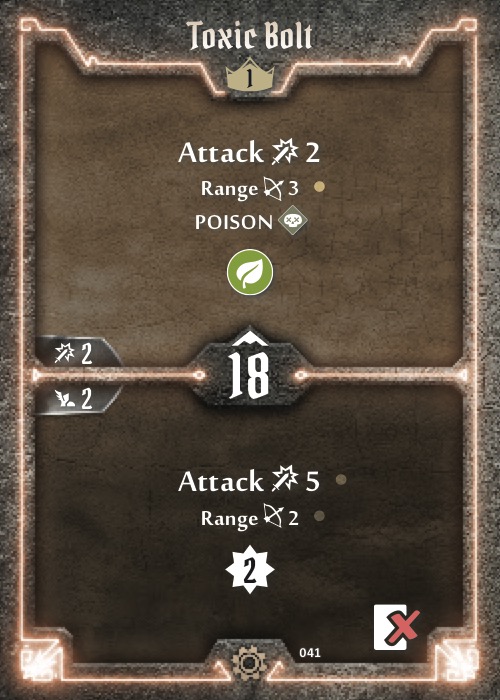 Toxic Bolt
1
Attack 2
Range 3
POISON
2
18
2
Attack 5
Range 2
2
041